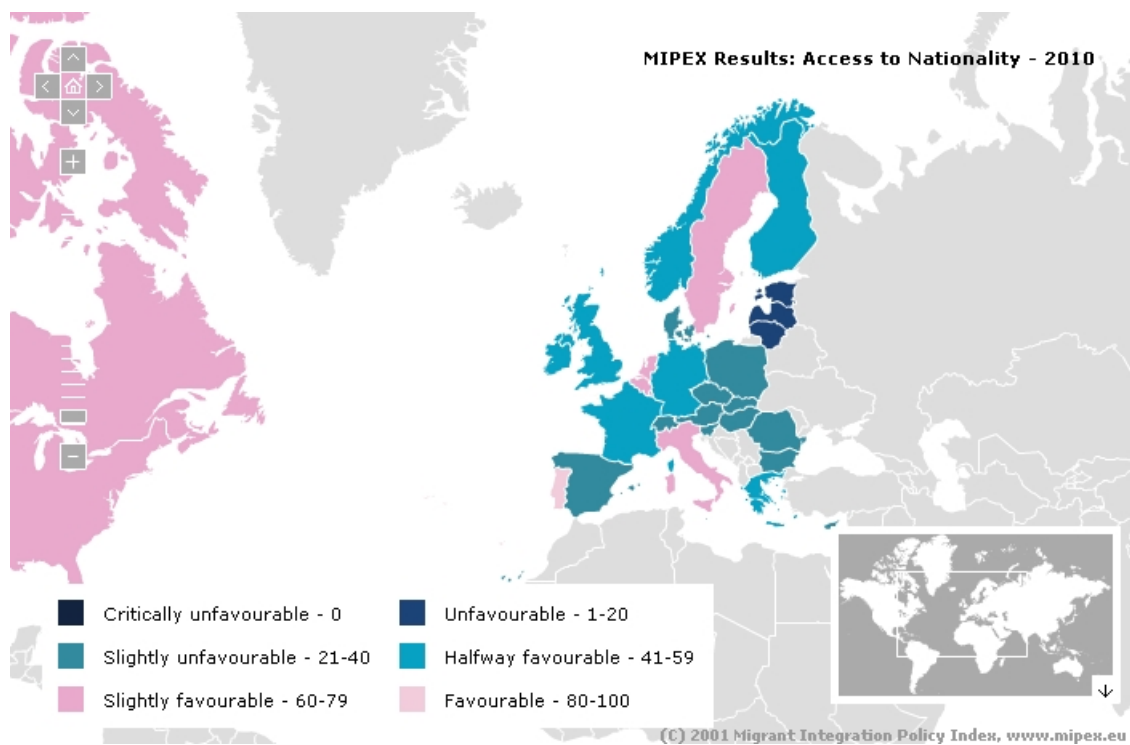 MIPEX Results: Access to Nationality - 2010
Critically unfavourable - 0
Unfavourable - 1-20
Slightly unfavourable - 21-40
Halfway favourable - 41-59
Slightly favourable - 60-79
Favourable - 80-100
(C) 2001 Migrant Integration Policy Index, www.mipex.eu